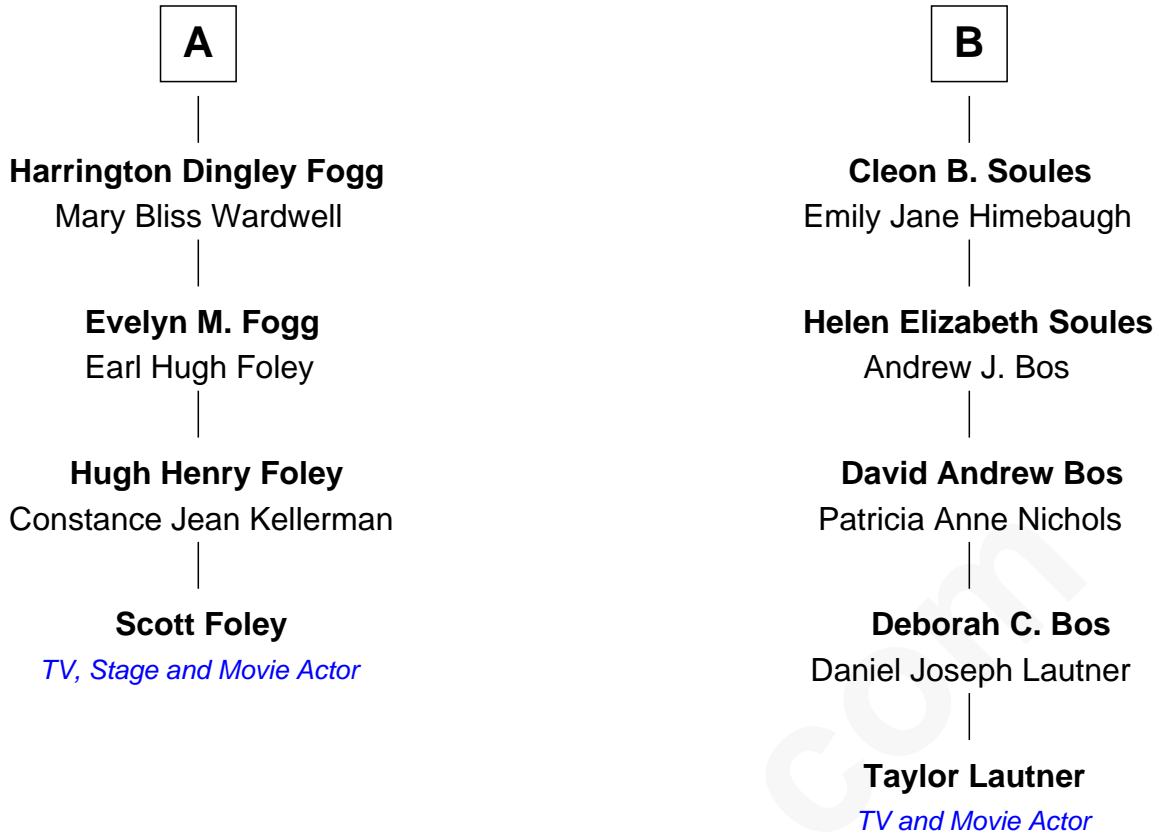 A
Harrington Dingley Fogg
Mary Bliss Wardwell
Evelyn M. Fogg
Earl Hugh Foley
Hugh Henry Foley
Constance Jean Kellerman
Scott Foley
TV, Stage and Movie Actor
B
Cleon B. Soules
Emily Jane Himebaugh
Helen Elizabeth Soules
Andrew J. Bos
David Andrew Bos
Patricia Anne Nichols
Deborah C. Bos
Daniel Joseph Lautner
Taylor Lautner
TV and Movie Actor
com